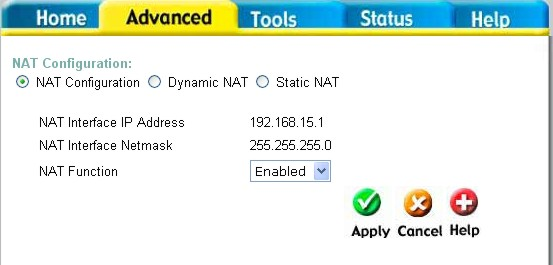 Home Advanced Tools Status Help
NAT Configuration:
NAT Configuration Dynamic NAT Static NAT
NAT Interface IP Address 192.168.15.1
NAT Interface Netmask 255.255.255.0
NAT Function Enabled
Apply Cancel Help